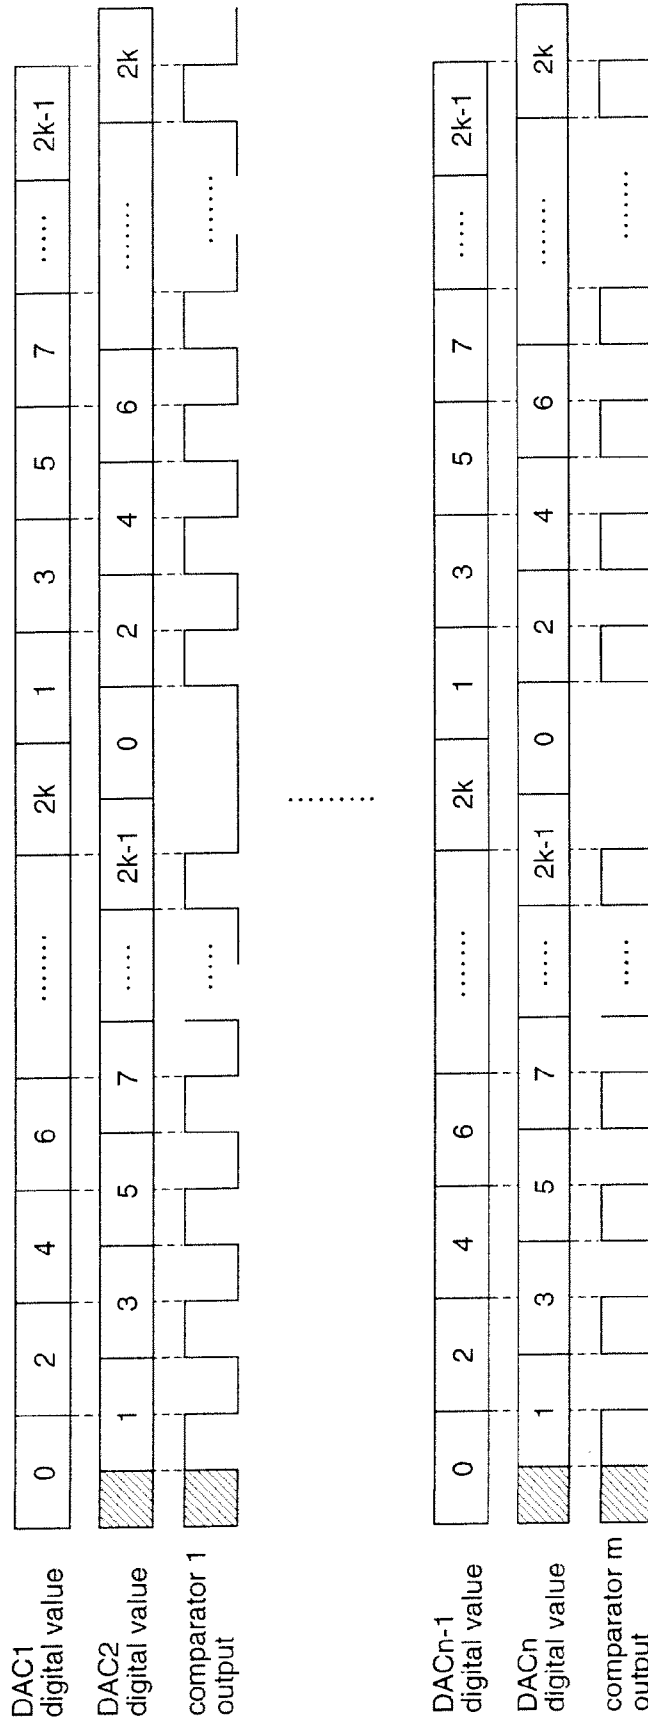 DAC1
digital value
0 2 4 6 ....... 2k 1 3 5 7 ..... 2k-1
DAC2
digital value
1 3 5 7 ..... 2k-1 0 2 4 6 ....... 2k
comparator 1
output
..... .......
.........
DACn-1
digital value
0 2 4 6 ....... 2k 1 3 5 7 ..... 2k-1
DACn
digital value
1 3 5 7 ..... 2k-1 0 2 4 6 ....... 2k
comparator m
output
..... .......